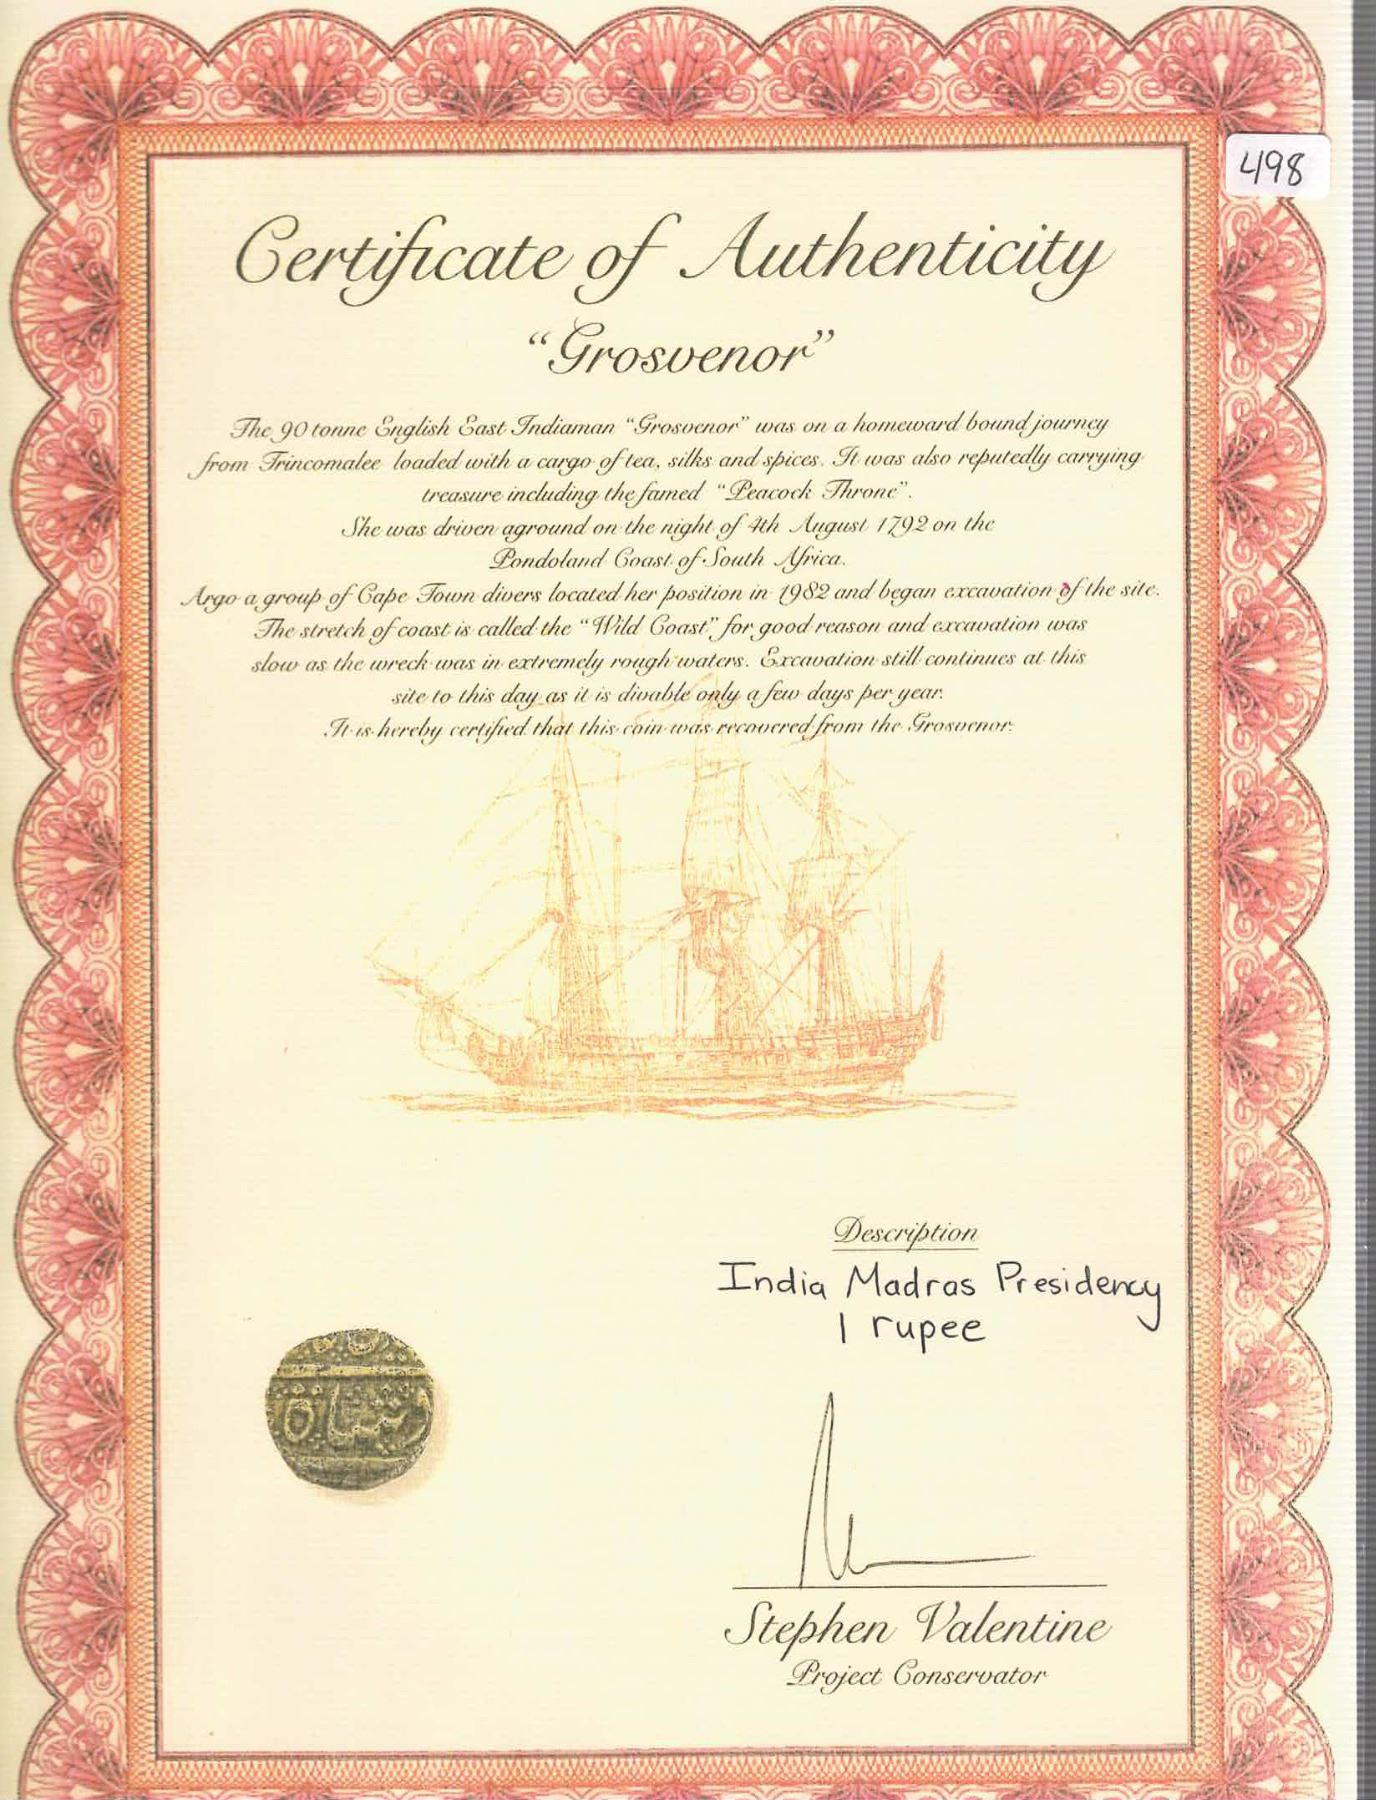 498
Certificate of Authenticity
“Grosvenor”
The 90 tonne English East Indiaman “Grosvenor” was on a homeward bound journey
from Trincomalee loaded with a cargo of tea, silks and spices. It was also reputedly carrying
treasure including the famed “Peacock Throne”.
She was driven aground on the night of 4th August 1792 on the
Pondoland Coast of South Africa.
Argo a group of Cape Town divers located her position in 1982 and began excavation of the site.
The stretch of coast is called the “Wild Coast” for good reason and excavation was
slow as the wreck was in extremely rough waters. Excavation still continues at this
site to this day as it is divable only a few days per year.
It is hereby certified that this coin was recovered from the Grosvenor.
Description
India Madras Presidency
1 rupee
Stephen Valentine
Project Conservator